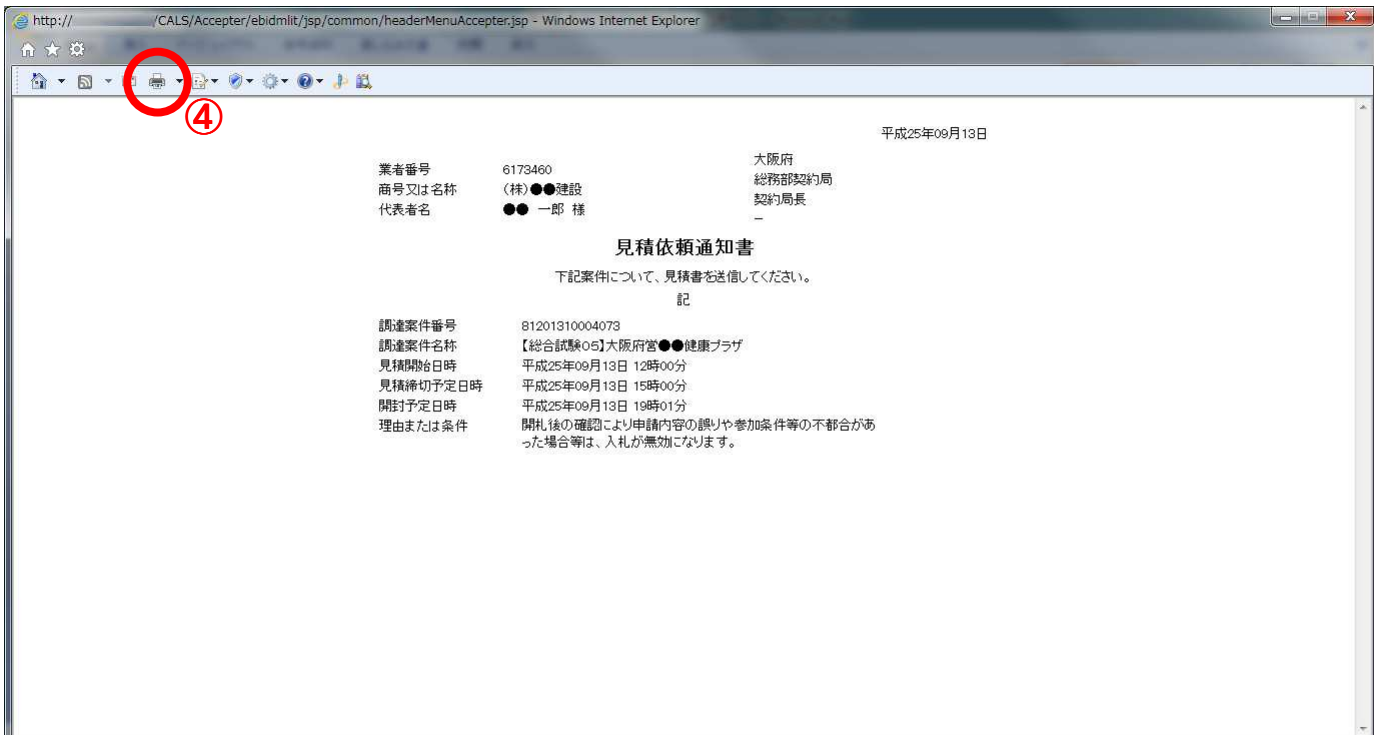 http:// /CALS/Accepter/ebidmlit/jsp/common/headerMenuAccepter.jsp - Windows Internet Explorer
④
平成25年09月13日
業者番号 6173460
商号又は名称 (株)●●建設
代表者名 ●● 一郎 様
大阪府
総務部契約局
契約局長
－
見積依頼通知書
下記案件について、見積書を送信してください。
記
調達案件番号 81201310004073
調達案件名称 【総合試験05】大阪府営●●健康プラザ
見積開始日時 平成25年09月13日 12時00分
見積締切予定日時 平成25年09月13日 15時00分
開封予定日時 平成25年09月13日 19時01分
理由または条件 開札後の確認により申請内容の誤りや参加条件等の不都合があ
った場合等は、入札が無効になります。